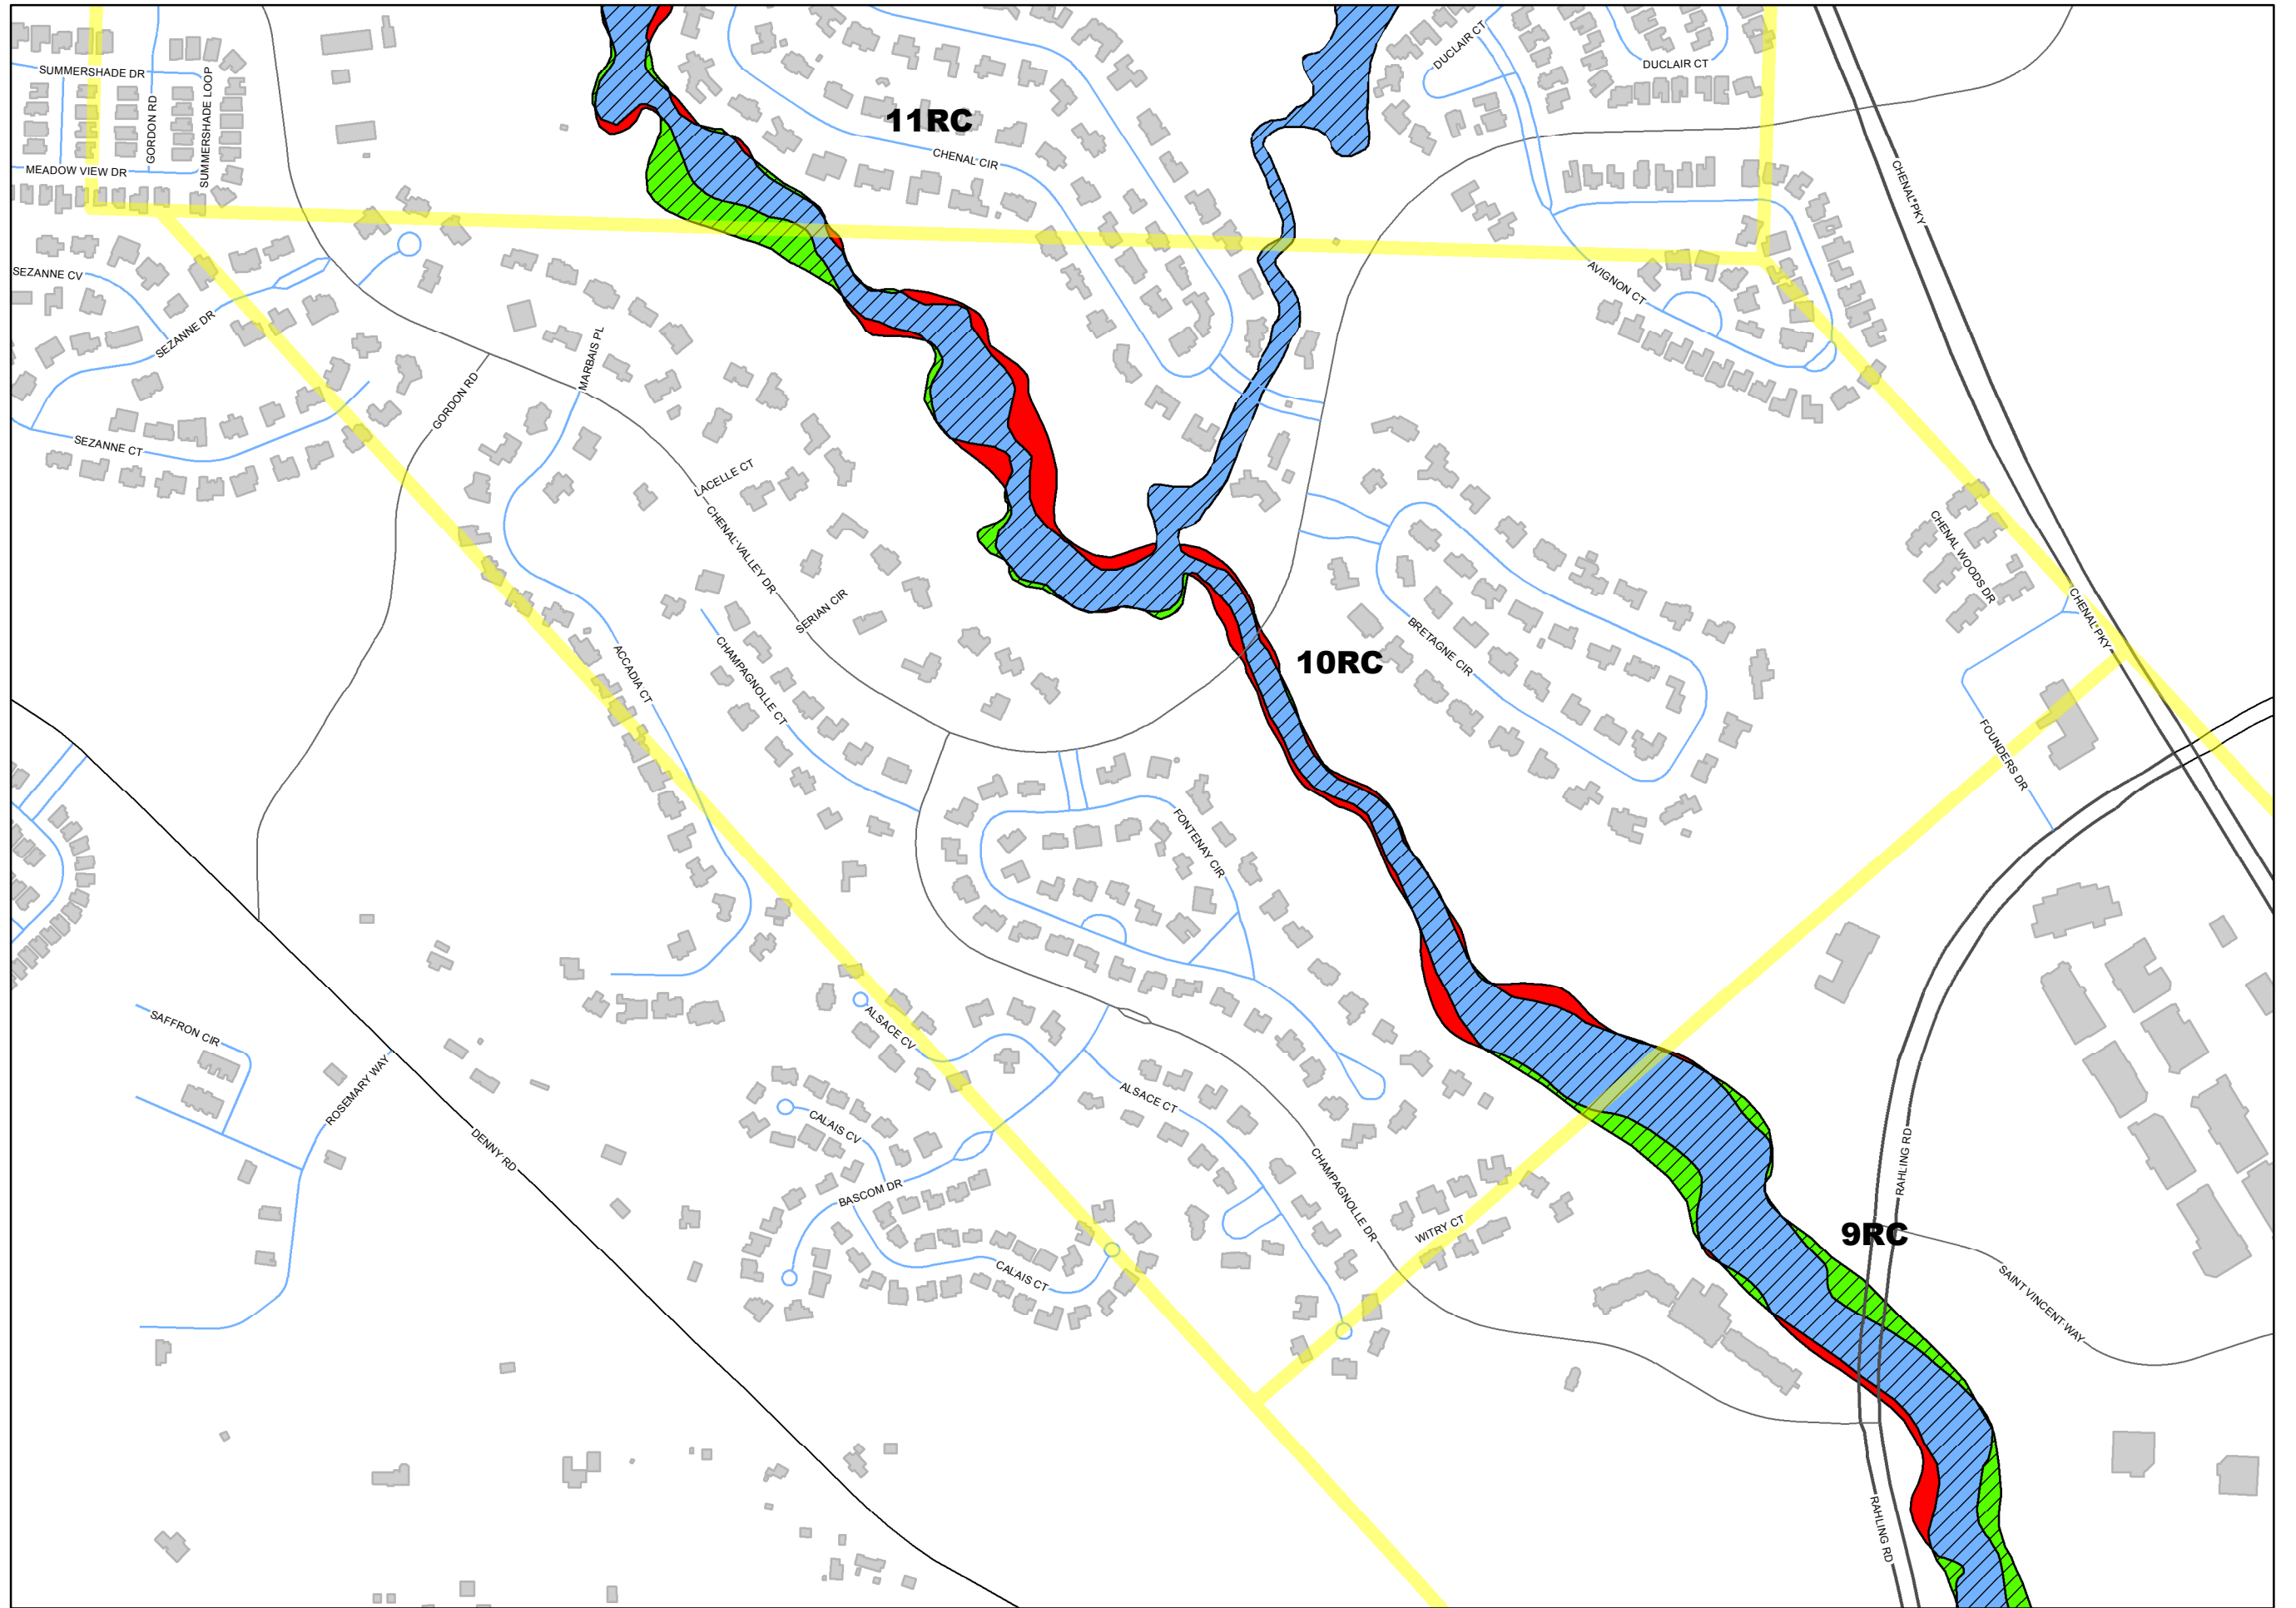 DUCLAIR CT
DUCLAIR CT
SUMMERSHADE DR
GORDON RD
SUMMERSHADE LOOP
11RC
CHENAL CIR
MEADOW VIEW DR
CHENAL PKY
SEZANNE CV
AVIGNON CT
SEZANNE DR
MARBAIS PL
GORDON RD
SEZANNE CT
LACELLE CT
CHENAL VALLEY DR
CHENAL WOODS DR
SERIAN CIR
CHENAL PKY
10RC
BRETAGNE CIR
ACCADIA CT
CHAMPAGNOLLE CT
FOUNDERS DR
FONTENAY CIR
SAFFRON CIR
ALSACE CV
ROSEMARY WAY
ALSACE CT
CALAIS CV
DENNY RD
RAHLING RD
BASCOM DR
CHAMPAGNOLLE DR
WITRY CT
9RC
CALAIS CT
SAINT VINCENT WAY
RAHLING RD